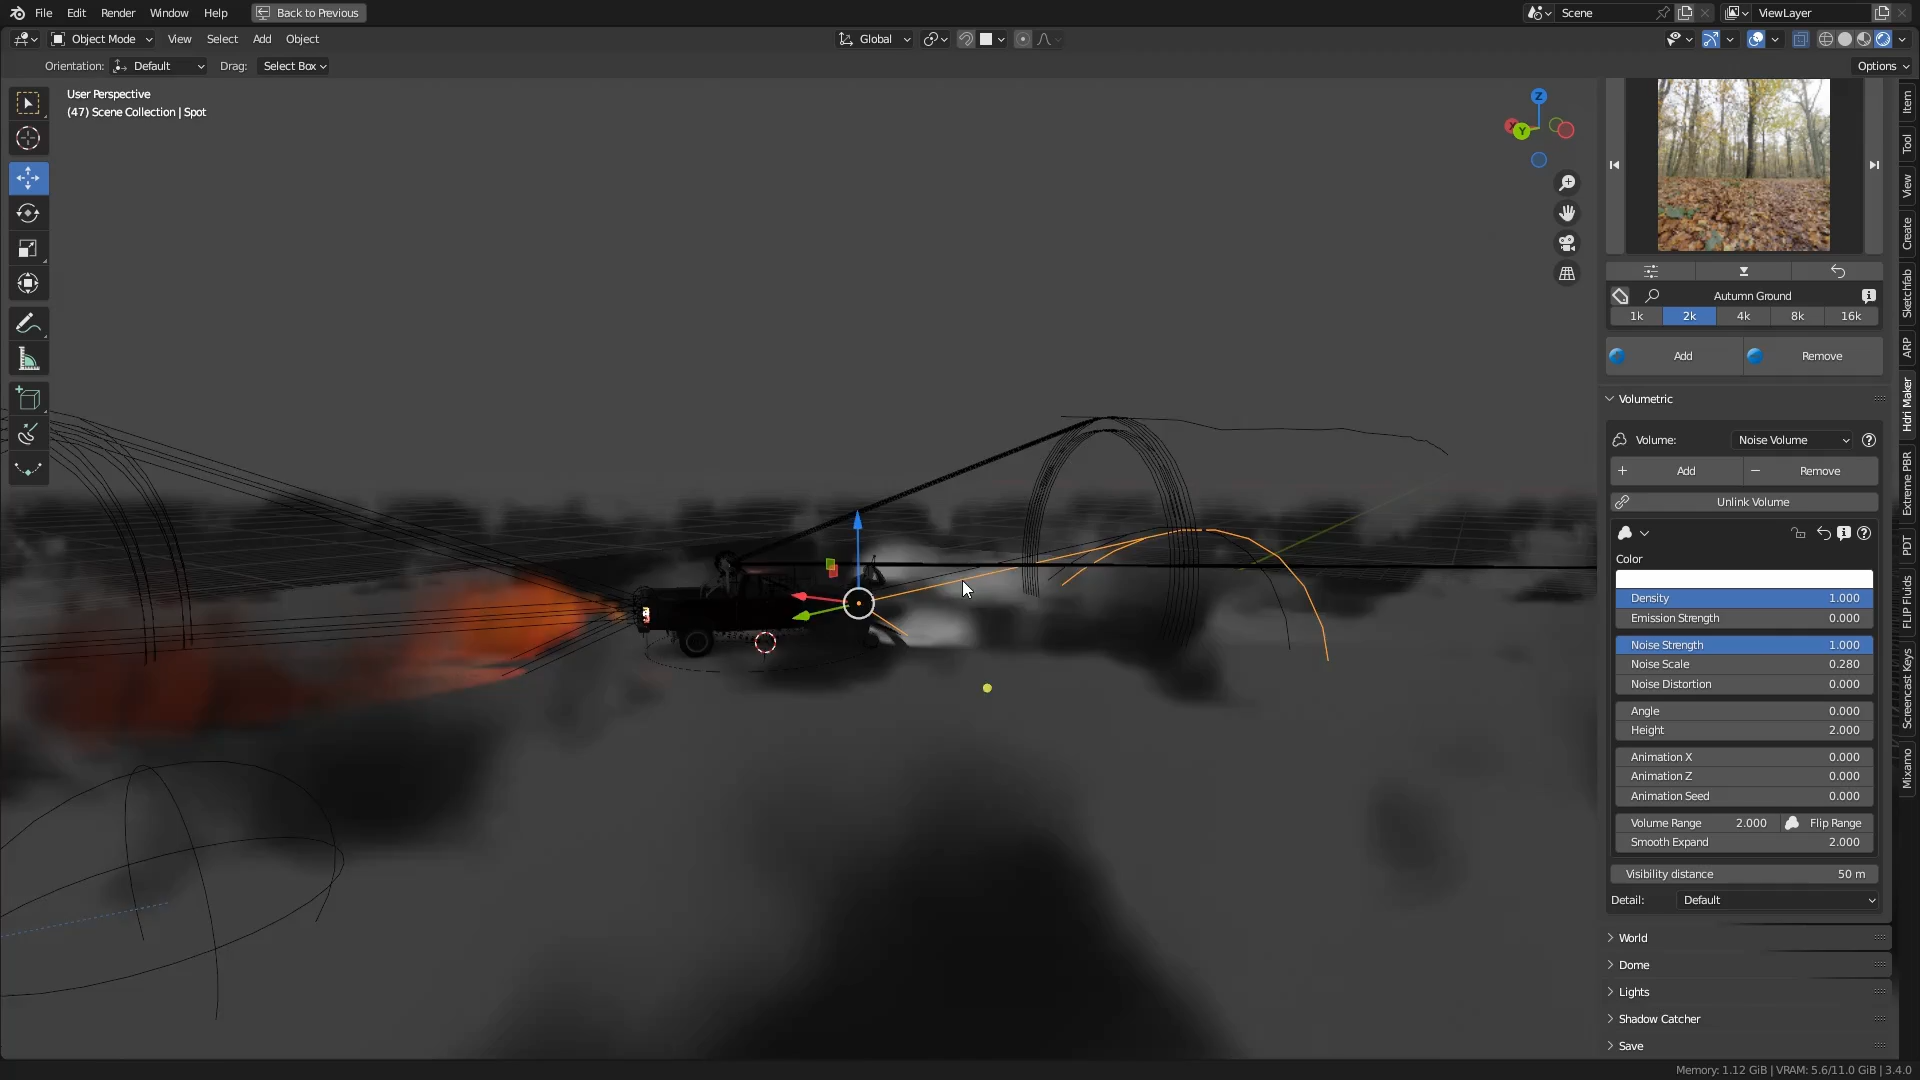 File Edit Render Window Help Back to Previous Scene ViewLayer
Object Mode View Select Add Object Global
Orientation: Default Drag: Select Box Options
User Perspective
(47) Scene Collection | Spot
Z
X
Y
Item
Tool
View
Create
Sketchfab
ARP
Hdri Maker
Extreme PBR
PDT
FLIP Fluids
Screencast Keys
Mixamo
Autumn Ground
1k 2k 4k 8k 16k
Add Remove
Volumetric
Volume: Noise Volume
Add Remove
Unlink Volume
Color
Density 1.000
Emission Strength 0.000
Noise Strength 1.000
Noise Scale 0.280
Noise Distortion 0.000
Angle 0.000
Height 2.000
Animation X 0.000
Animation Z 0.000
Animation Seed 0.000
Volume Range 2.000 Flip Range
Smooth Expand 2.000
Visibility distance 50 m
Detail: Default
World
Dome
Lights
Shadow Catcher
Save
Memory: 1.12 GiB | VRAM: 5.6/11.0 GiB | 3.4.0